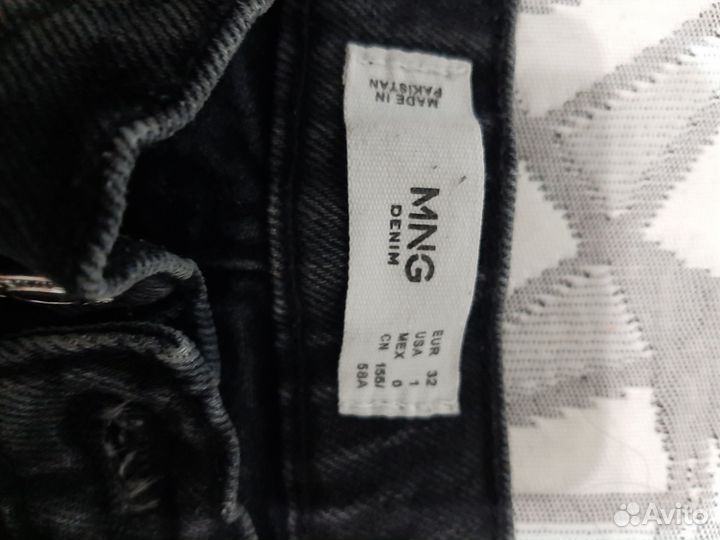 MADE IN
PAKISTAN
MNG
DENIM
EUR 32
USA 1
MEX 0
CN 155/
58A
Avito